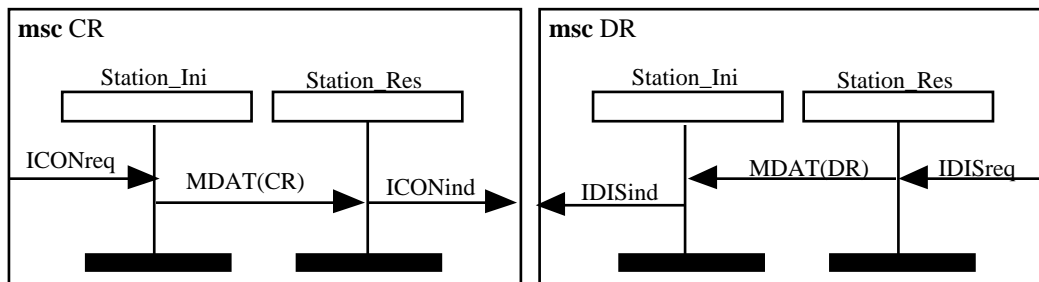 msc CR
Station_Ini
Station_Res
ICONreq
MDAT(CR)
ICONind
msc DR
Station_Ini
Station_Res
MDAT(DR)
IDISreq
IDISind